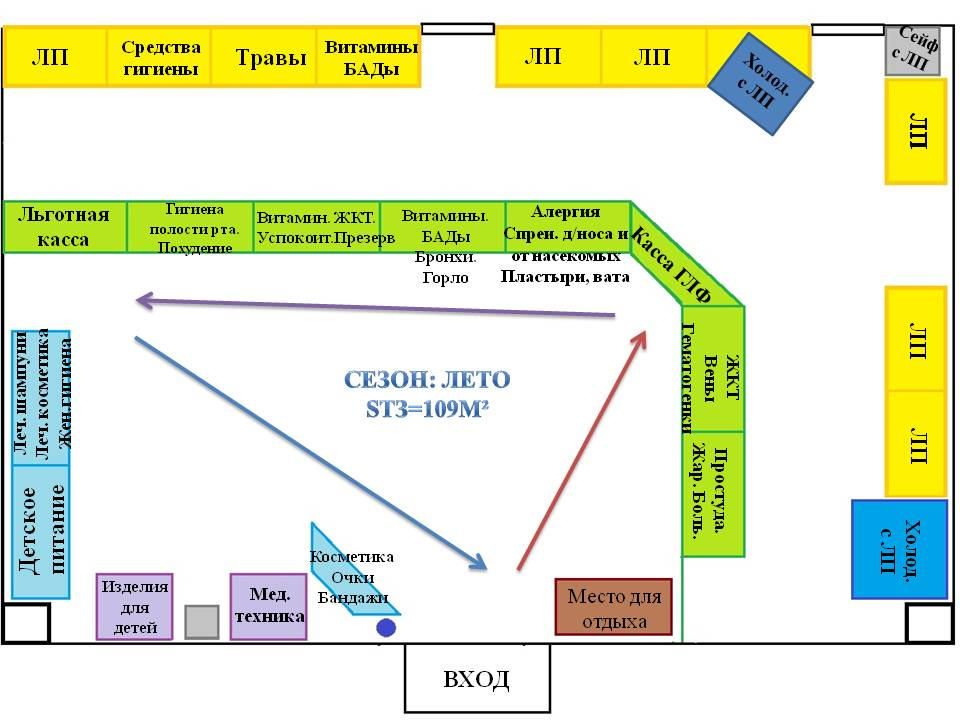 ЛП
Средства
гигиены
Травы
Витамины
БАДы
ЛП
ЛП
Холод.
с ЛП
Сейф
с ЛП
ЛП
Льготная
касса
Гигиена
полости рта.
Похудение
Витамин. ЖКТ.
Успокоит.Презерв
Витамины.
БАДы
Бронхи.
Горло
Алергия
Спреи. д/носа и
от насекомых
Пластыри, вата
Касса ГЛФ
ЖКТ
Вены
Гематогенки
ЛП
ЛП
Леч. шампуни
Леч. косметика
Жен.гигиена
СЕЗОН: ЛЕТО
STЗ=109М²
Простуда.
Жар. Боль.
Детское
питание
Холод.
с ЛП
Косметика
Очки
Бандажи
Изделия
для
детей
Мед.
техника
Место для
отдыха
ВХОД